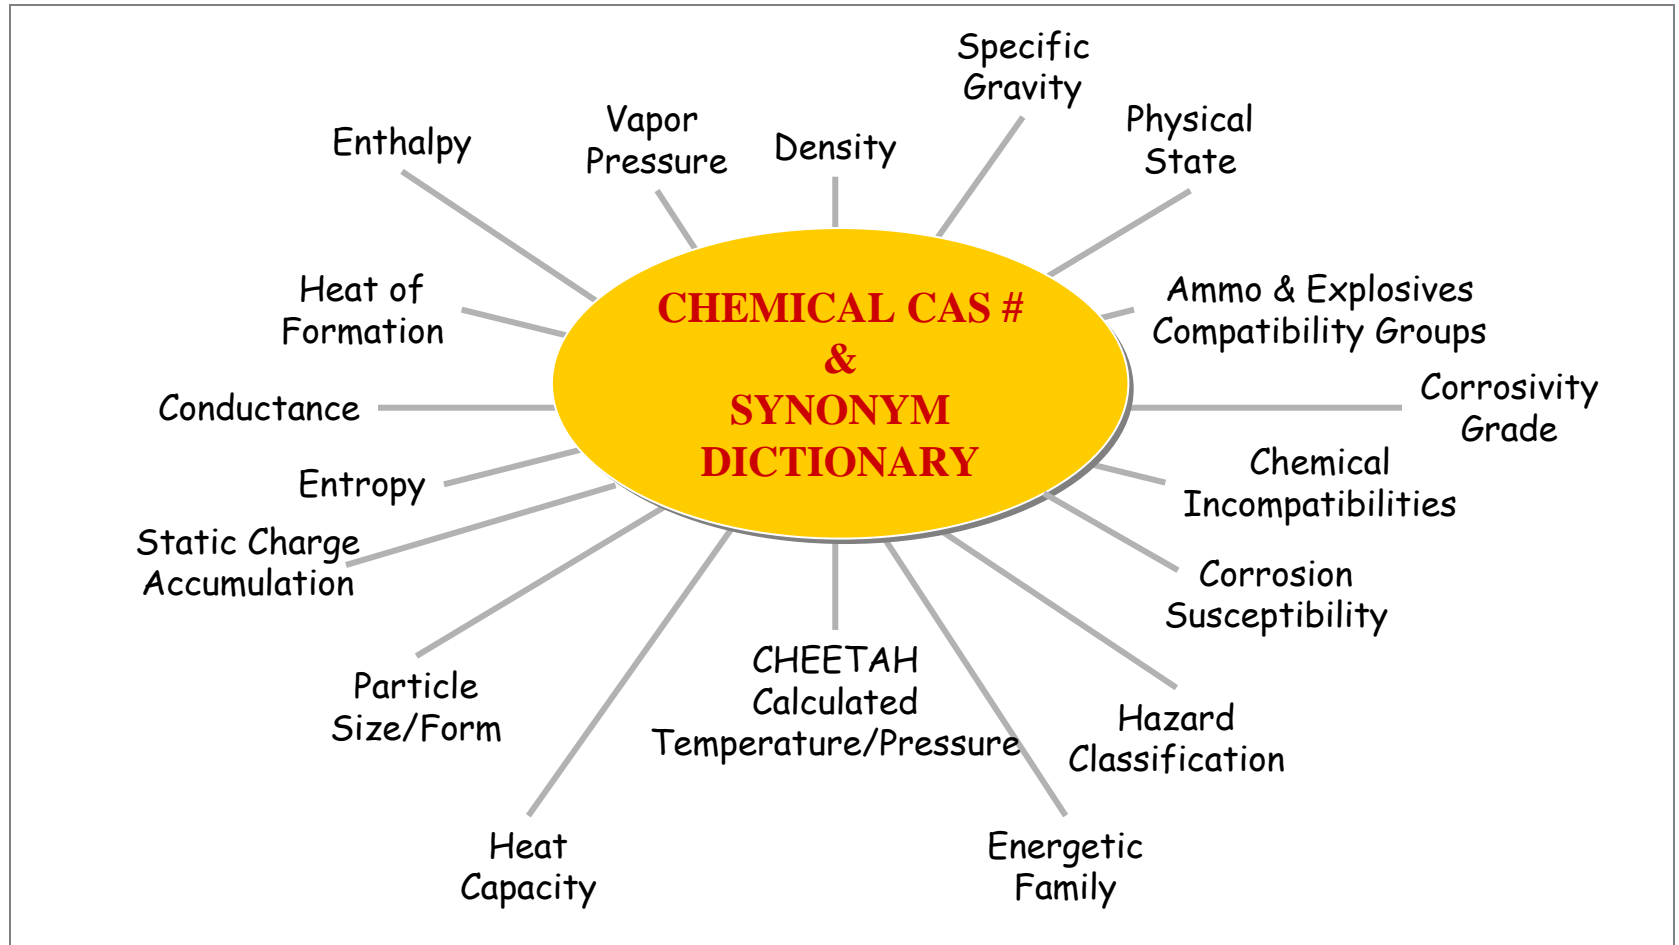 Specific
Gravity
Vapor
Pressure
Physical
State
Enthalpy
Density
Heat of
Formation
CHEMICAL CAS #
&
SYNONYM
DICTIONARY
Ammo & Explosives
Compatibility Groups
Conductance
Corrosivity
Grade
Entropy
Chemical
Incompatibilities
Static Charge
Accumulation
Corrosion
Susceptibility
Particle
Size/Form
CHEETAH
Calculated
Temperature/Pressure
Hazard
Classification
Heat
Capacity
Energetic
Family